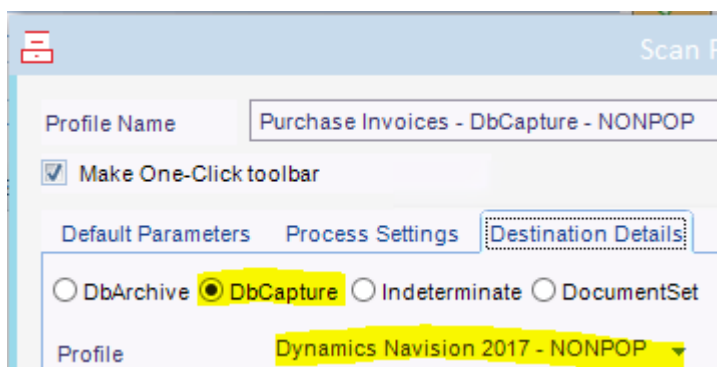 Scan
Profile Name Purchase Invoices - DbCapture - NONPOP
Make One-Click toolbar
Default Parameters Process Settings Destination Details
DbArchive DbCapture Indeterminate DocumentSet
Profile Dynamics Navision 2017 - NONPOP